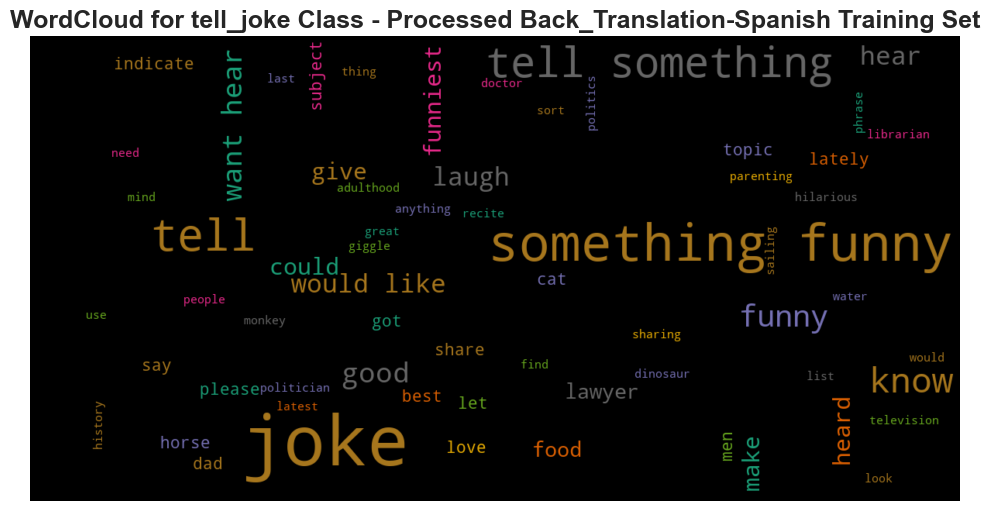 WordCloud for tell_joke Class - Processed Back_Translation-Spanish Training Set
indicate
want hear
last
subject
thing
funniest
tell something
hear
doctor
politics
sort
phrase
librarian
need
topic
lately
give
laugh
parenting
mind
adulthood
hilarious
anything
recite
tell
great
giggle
something funny
sailing
could
would like
cat
people
water
use
monkey
got
funny
sharing
share
say
good
find
dinosaur
would
list
know
please
politician
best
let
lawyer
latest
history
joke
horse
dad
love
food
men
make
heard
television
look